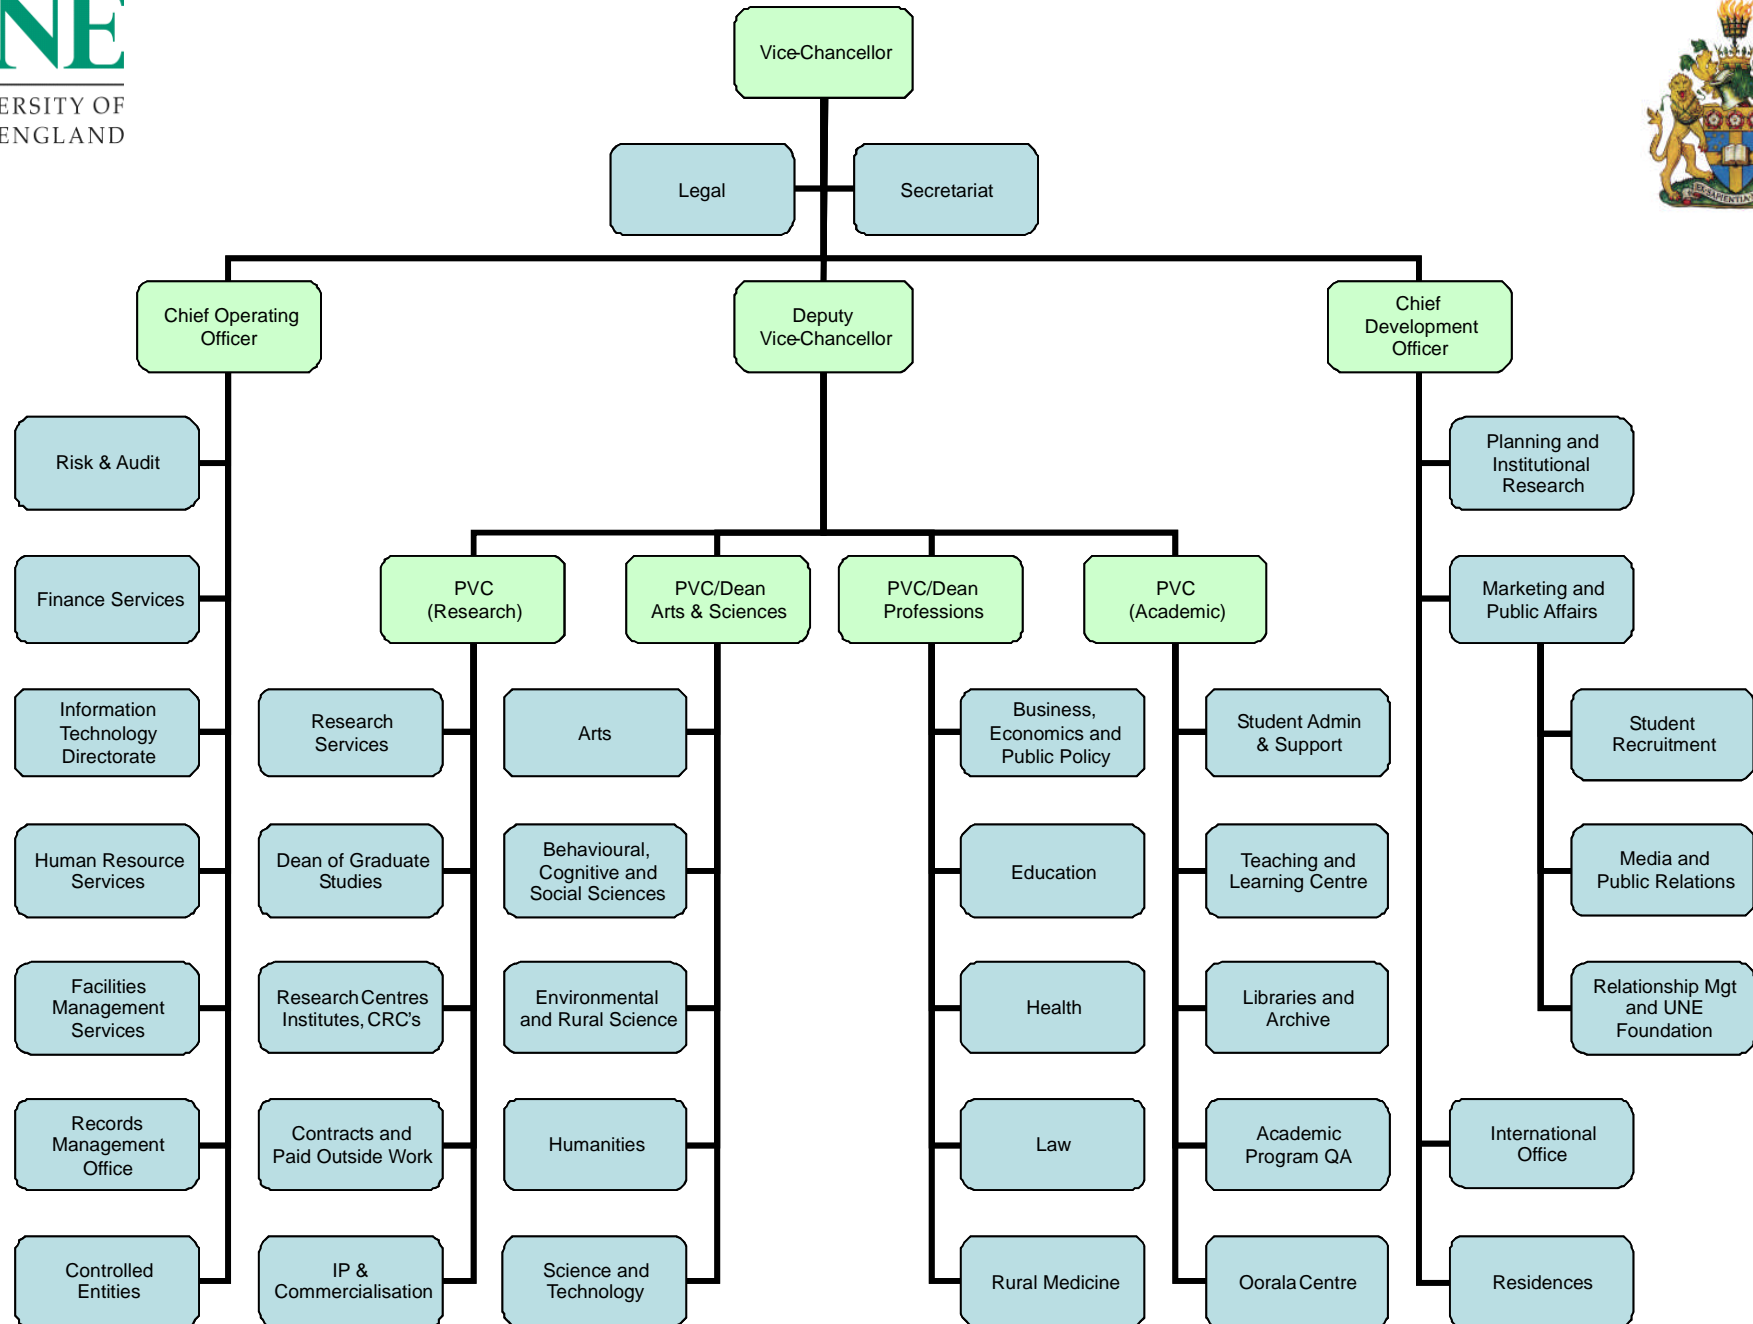 NE
ERSITY OF
ENGLAND
Vice-Chancellor
Legal
Secretariat
Chief Operating
Officer
Deputy
Vice-Chancellor
Chief
Development
Officer
Risk & Audit
Planning and
Institutional
Research
Finance Services
PVC
(Research)
PVC/Dean
Arts & Sciences
PVC/Dean
Professions
PVC
(Academic)
Marketing and
Public Affairs
Information
Technology
Directorate
Research
Services
Arts
Business,
Economics and
Public Policy
Student Admin
& Support
Student
Recruitment
Human Resource
Services
Dean of Graduate
Studies
Behavioural,
Cognitive and
Social Sciences
Education
Teaching and
Learning Centre
Media and
Public Relations
Facilities
Management
Services
Research Centres
Institutes, CRC's
Environmental
and Rural Science
Health
Libraries and
Archive
Relationship Mgt
and UNE
Foundation
Records
Management
Office
Contracts and
Paid Outside Work
Humanities
Law
Academic
Program QA
International
Office
Controlled
Entities
IP &
Commercialisation
Science and
Technology
Rural Medicine
Oorala Centre
Residences